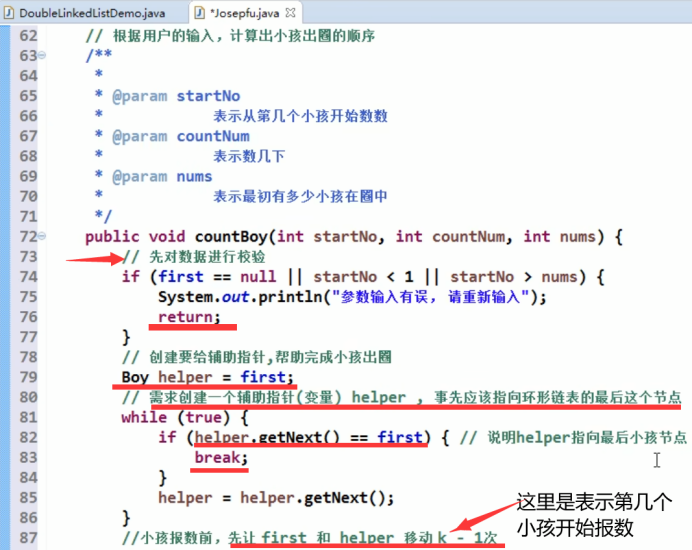 DoubleLinkedListDemo.java *Josepfu.java
62 // 根据用户的输入，计算出小孩出圈的顺序
63 /**
64 *
65 * @param startNo
66 * 表示从第几个小孩开始数数
67 * @param countNum
68 * 表示数几下
69 * @param nums
70 * 表示最初有多少小孩在圈中
71 */
72 public void countBoy(int startNo, int countNum, int nums) {
73 // 先对数据进行校验
74 if (first == null || startNo < 1 || startNo > nums) {
75 System.out.println("参数输入有误， 请重新输入");
76 return;
77 }
78 // 创建要给辅助指针,帮助完成小孩出圈
79 Boy helper = first;
80 // 需求创建一个辅助指针(变量) helper , 事先应该指向环形链表的最后这个节点
81 while (true) {
82 if (helper.getNext() == first) { // 说明helper指向最后小孩节点
83 break;
84 }
85 helper = helper.getNext();
86 }
87 //小孩报数前，先让 first 和 helper 移动 k - 1次
这里是表示第几个
小孩开始报数